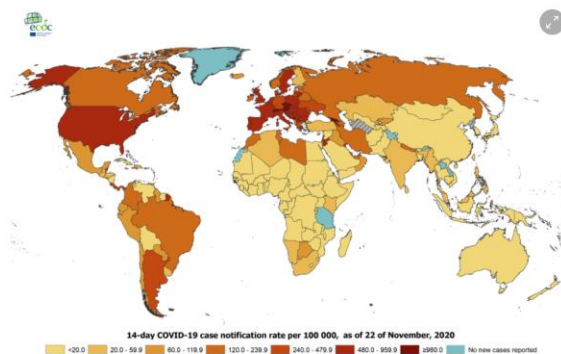 ecdc
14-day COVID-19 case notification rate per 100 000, as of 22 of November, 2020
<20.0 20.0 - 59.9 60.0 - 119.9 120.0 - 239.9 240.0 - 479.9 480.0 - 959.9 ≥960.0 No new cases reported